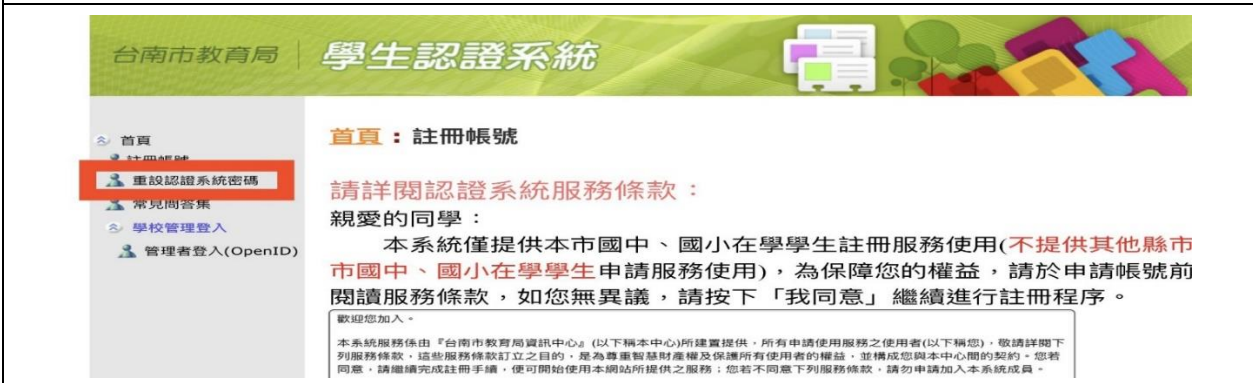 台南市教育局 學生認證系統
首頁
註冊帳號
重設認證系統密碼
常見問答集
學校管理登入
管理者登入(OpenID)
首頁：註冊帳號
請詳閱認證系統服務條款：
親愛的同學：
本系統僅提供本市國中、國小在學學生註冊服務使用(不提供其他縣市
市國中、國小在學學生申請服務使用)，為保障您的權益，請於申請帳號前
閱讀服務條款，如您無異議，請按下「我同意」繼續進行註冊程序。
歡迎您加入。
本系統服務係由『台南市教育局資訊中心』(以下稱本中心)所建置提供，所有申請使用服務之使用者(以下稱您)，敬請詳閱下
列服務條款，這些服務條款訂立之目的，是為尊重智慧財產權及保護所有使用者的權益，並構成您與本中心間的契約。您若
同意，請繼續完成註冊手續，便可開始使用本網站所提供之服務；您若不同意下列服務條款，請勿申請加入本系統成員。